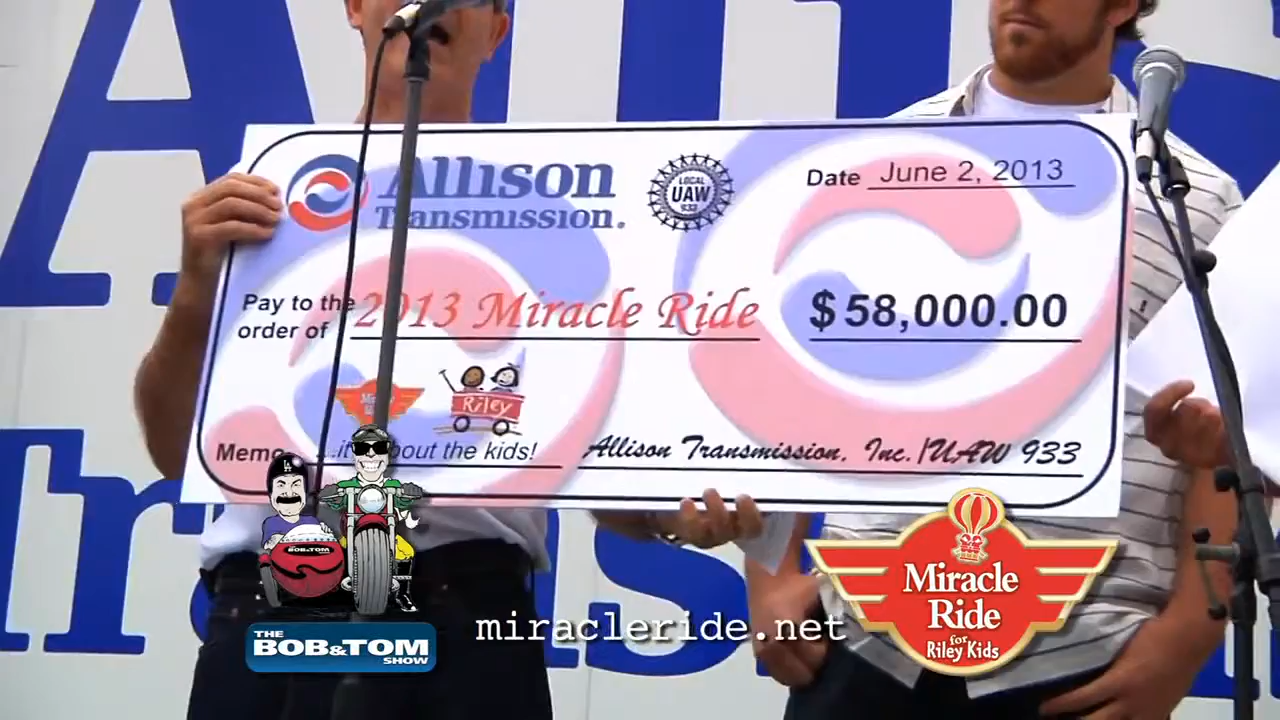 Allison
Transmission.
LOCAL
UAW
933
Date June 2, 2013
Pay to the
order of 2013 Miracle Ride $58,000.00
Riley
Memo about the kids! Allison Transmission, Inc./UAW 933
BOB&TOM
THE
BOB&TOM
SHOW
miracleride.net
Miracle
Ride
for
Riley Kids